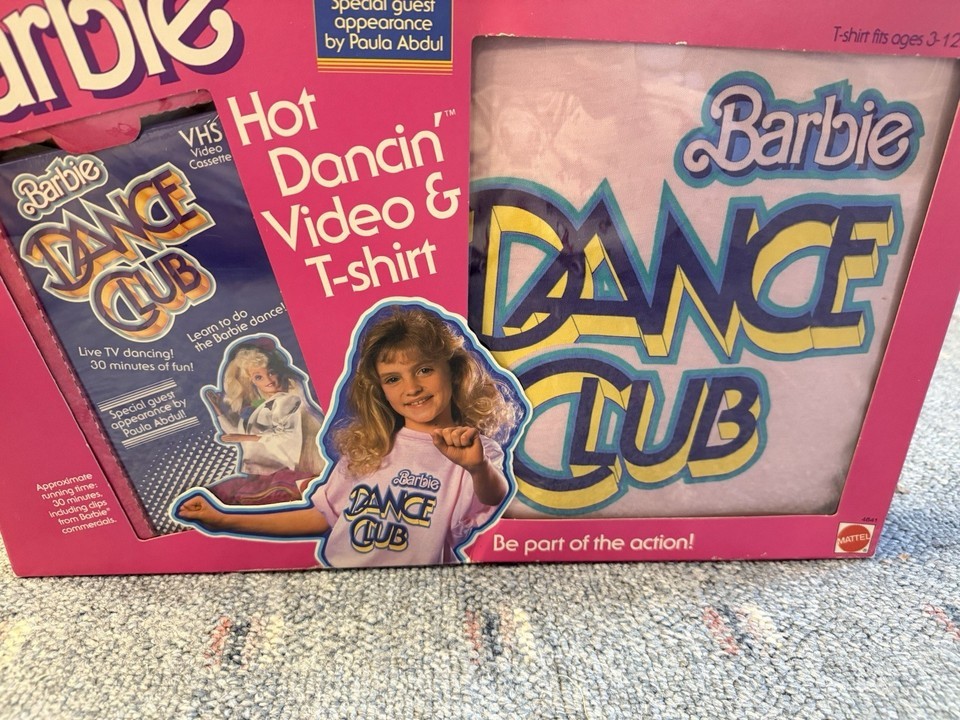 Barbie
Special guest
appearance
by Paula Abdul
T-shirt fits ages 3-12
Hot
Dancin'™
Video &
T-shirt
VHS
Video
Cassette
Barbie
DANCE
CLUB
Learn to do
the Barbie dance!
Live TV dancing!
30 minutes of fun!
Special guest
appearance by
Paula Abdul!
Approximate
running time:
30 minutes,
including clips
from Barbie®
commercials.
Barbie
DANCE
CLUB
Barbie
DANCE
CLUB
Be part of the action!
4841
MATTEL